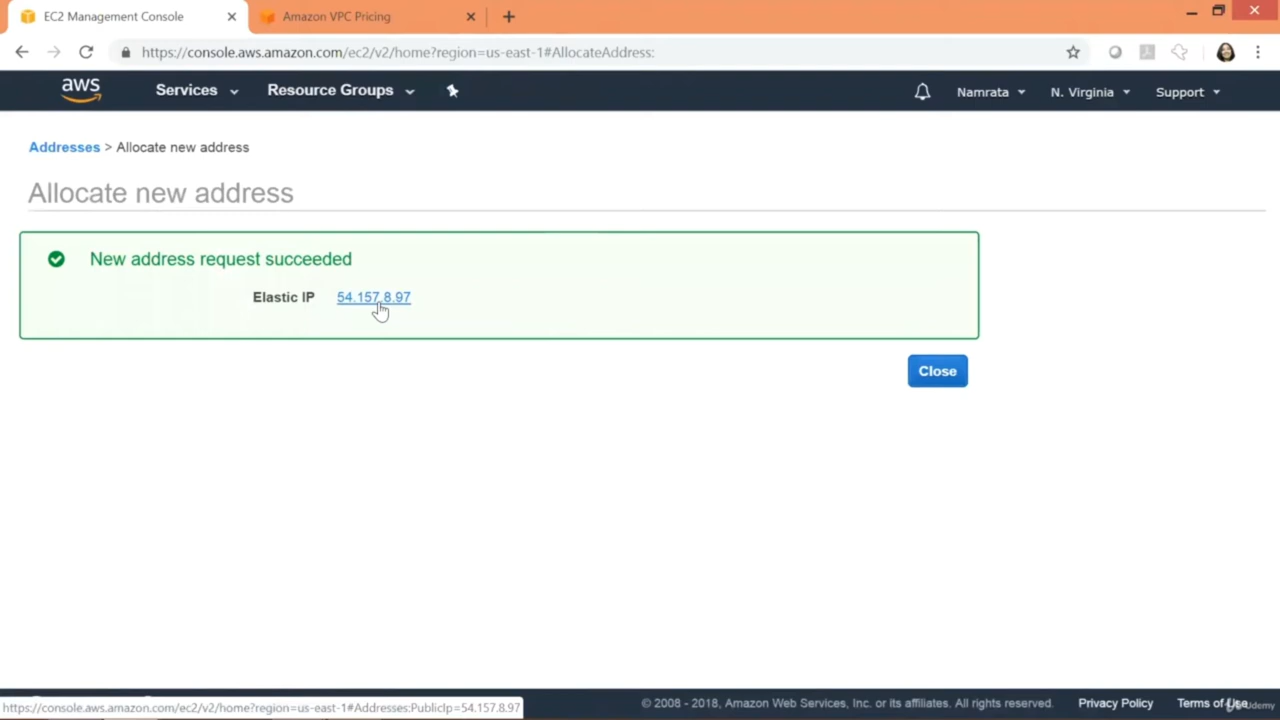 EC2 Management Console
Amazon VPC Pricing
https://console.aws.amazon.com/ec2/v2/home?region=us-east-1#AllocateAddress:
aws Services Resource Groups Namrata N. Virginia Support
Addresses > Allocate new address
Allocate new address
New address request succeeded
Elastic IP 54.157.8.97
Close
https://console.aws.amazon.com/ec2/v2/home?region=us-east-1#Addresses:PublicIp=54.157.8.97
© 2008 - 2018, Amazon Web Services, Inc. or its affiliates. All rights reserved. Privacy Policy Terms of Use
Udemy